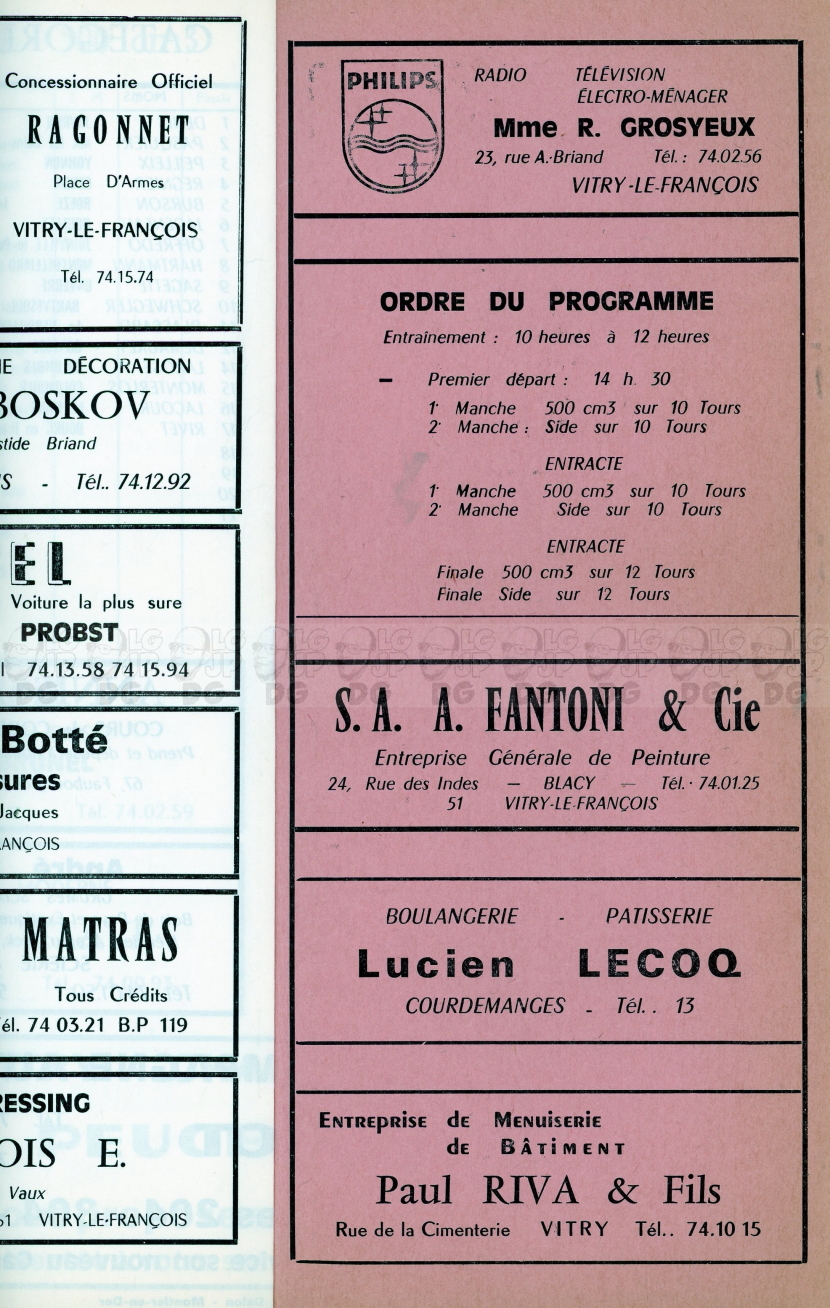 Concessionnaire Officiel
RAGONNET
Place D'Armes
VITRY-LE-FRANÇOIS
Tél. 74.15.74
DÉCORATION
BOSKOV
Briand
- Tél.. 74.12.92
EL
Voiture la plus sure
PROBST
74.13.58 74 15.94
Botté
Jacques
MATRAS
Tous Crédits
74 03.21 B.P 119
OIS E.
Vaux
VITRY-LE-FRANÇOIS
PHILIPS
RADIO TÉLÉVISION
ÉLECTRO-MÉNAGER
Mme R. GROSYEUX
23, rue A.-Briand Tél. : 74.02.56
VITRY-LE-FRANÇOIS
ORDRE DU PROGRAMME
Entraînement : 10 heures à 12 heures
— Premier départ : 14 h. 30
1· Manche 500 cm3 sur 10 Tours
2· Manche : Side sur 10 Tours
ENTRACTE
1· Manche 500 cm3 sur 10 Tours
2· Manche Side sur 10 Tours
ENTRACTE
Finale 500 cm3 sur 12 Tours
Finale Side sur 12 Tours
S.A. A. FANTONI & Cie
Entreprise Générale de Peinture
24, Rue des Indes — BLACY — Tél. · 74.01.25
51 VITRY-LE-FRANÇOIS
BOULANGERIE - PATISSERIE
Lucien LECOQ
COURDEMANGES - Tél. . 13
Entreprise de Menuiserie
de BÂTIMENT
Paul RIVA & Fils
Rue de la Cimenterie VITRY Tél.. 74.10 15